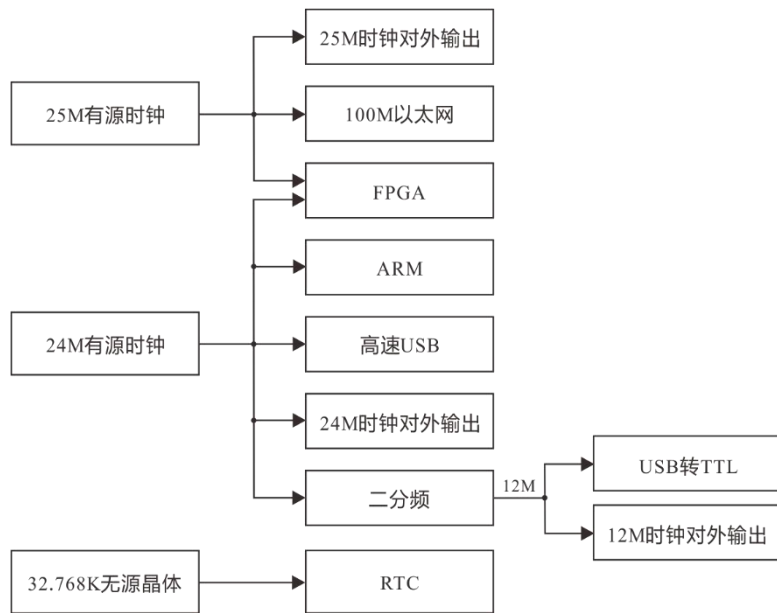 25M时钟对外输出
25M有源时钟
100M以太网
FPGA
ARM
24M有源时钟
高速USB
24M时钟对外输出
USB转TTL
二分频
12M
12M时钟对外输出
32.768K无源晶体
RTC